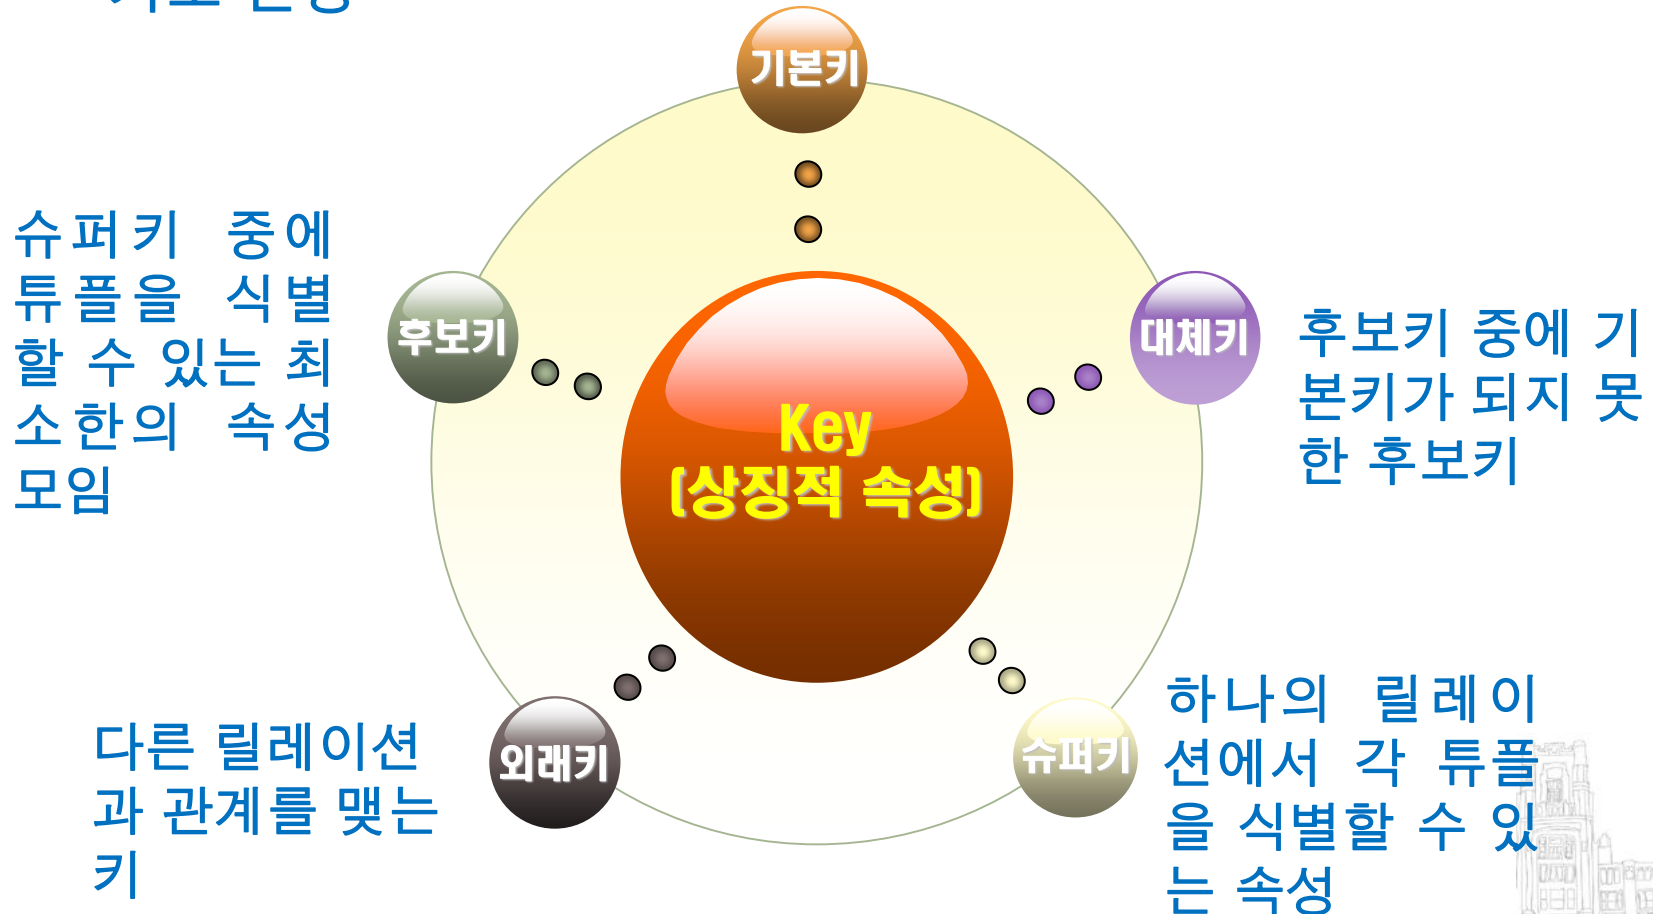 기본키
슈퍼키 중에
튜플을 식별
할 수 있는 최
소한의 속성
모임
후보키
대체키
후보키 중에 기
본키가 되지 못
한 후보키
Key
(상징적 속성)
다른 릴레이션
과 관계를 맺는
키
외래키
슈퍼키
하나의 릴레이
션에서 각 튜플
을 식별할 수 있
는 속성